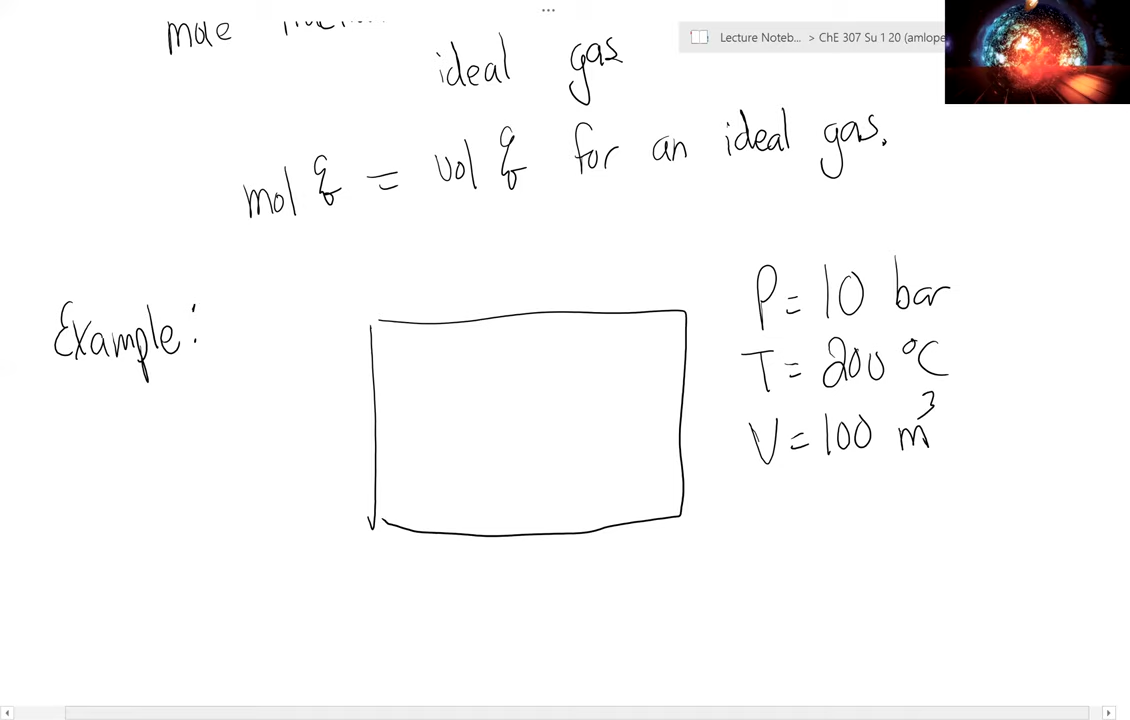 mole
ideal gas
Lecture Noteb... > ChE 307 Su 1 20 (amlope
mol % = vol % for an ideal gas.
Example:
P = 10 bar
T = 200 °C
V = 100 m³